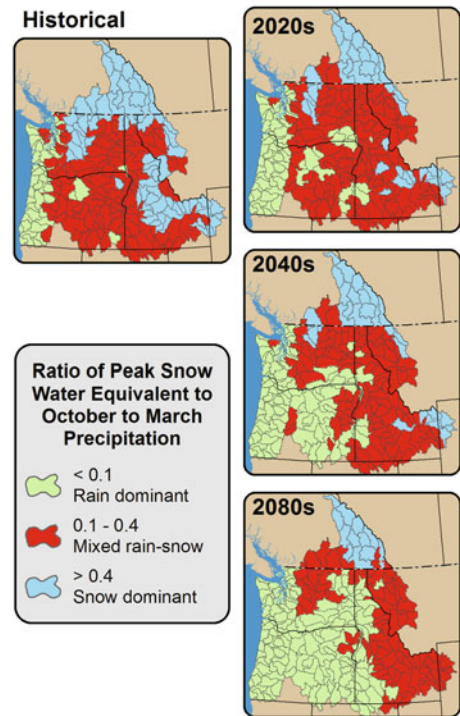 Historical
2020s
2040s
2080s
Ratio of Peak Snow
Water Equivalent to
October to March
Precipitation
< 0.1
Rain dominant
0.1 - 0.4
Mixed rain-snow
> 0.4
Snow dominant